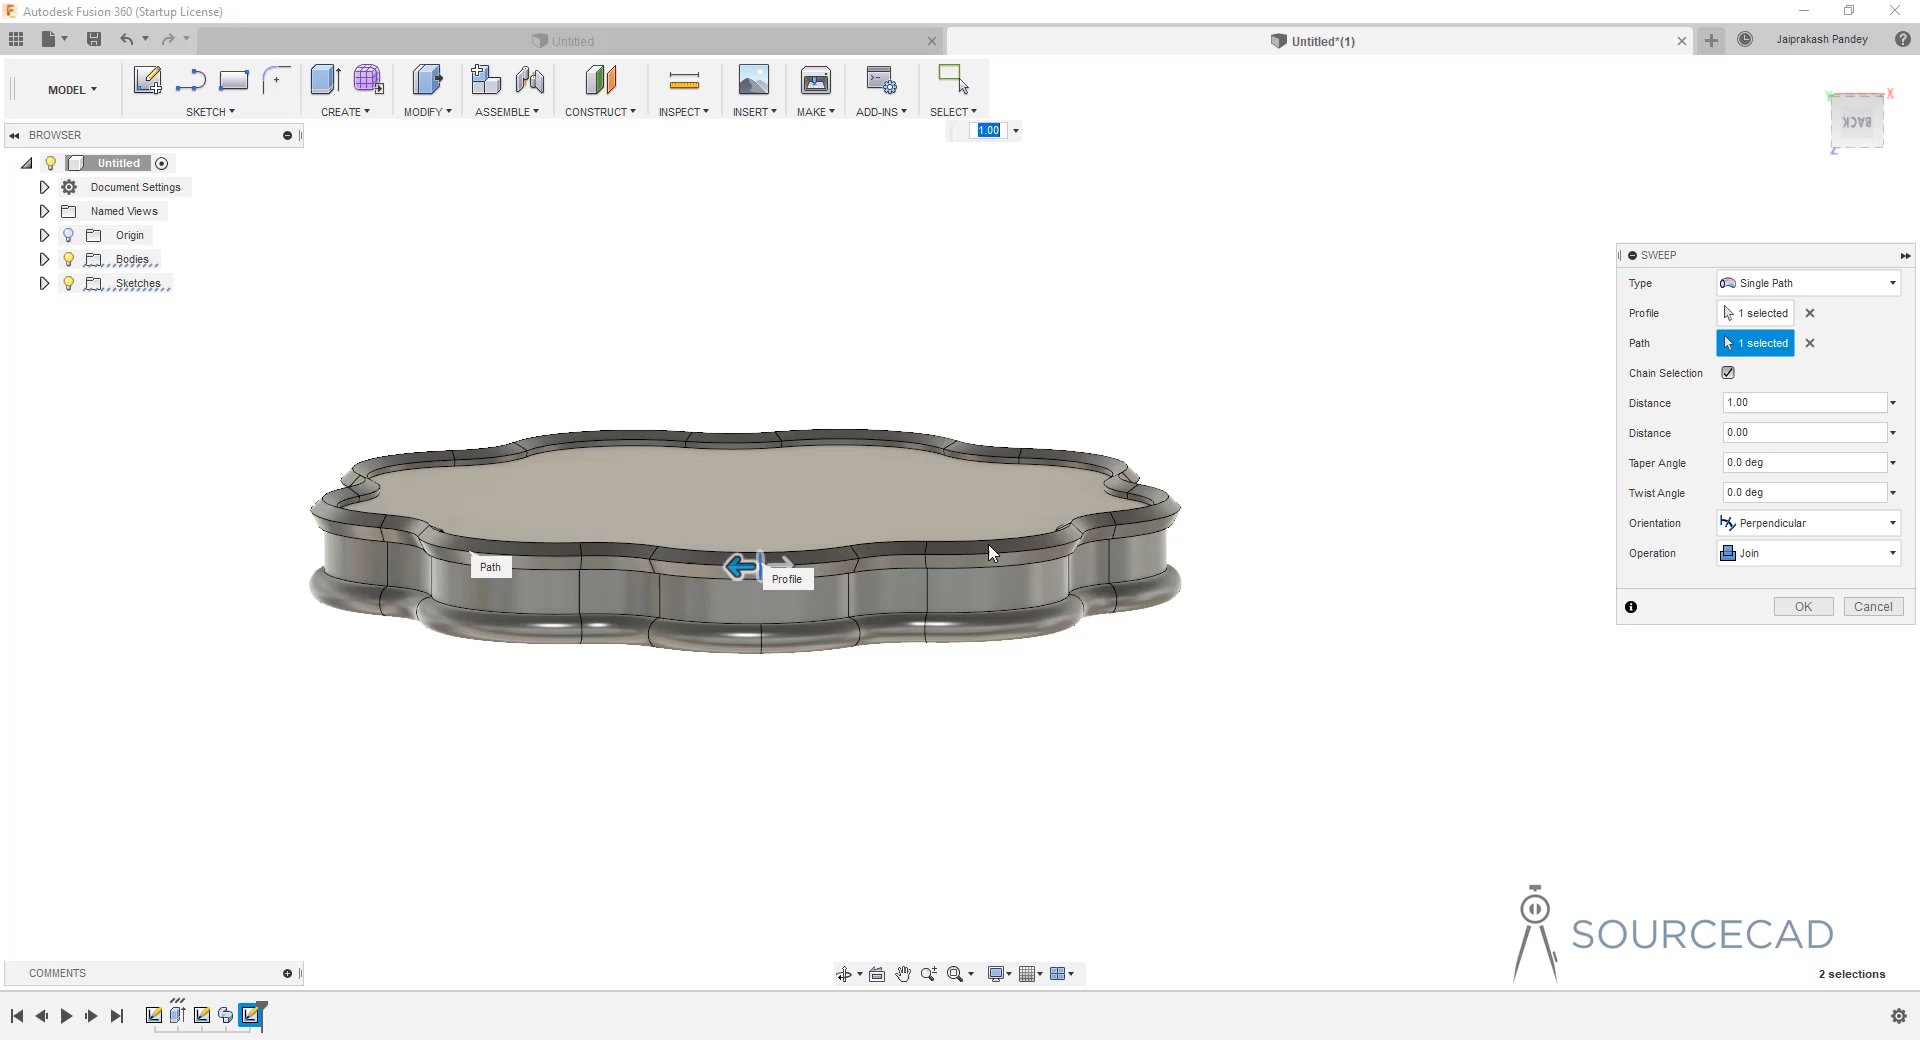 Autodesk Fusion 360 (Startup License)
Untitled
Untitled*(1)
Jaiprakash Pandey
MODEL
SKETCH
CREATE
MODIFY
ASSEMBLE
CONSTRUCT
INSPECT
INSERT
MAKE
ADD-INS
SELECT
BROWSER
1.00
Untitled
Document Settings
Named Views
Origin
Bodies
Sketches
X
BACK
Z
SWEEP
Type Single Path
Profile 1 selected
Path 1 selected
Chain Selection
Distance 1.00
Distance 0.00
Taper Angle 0.0 deg
Twist Angle 0.0 deg
Orientation Perpendicular
Operation Join
OK Cancel
Path
Profile
SOURCECAD
COMMENTS
2 selections